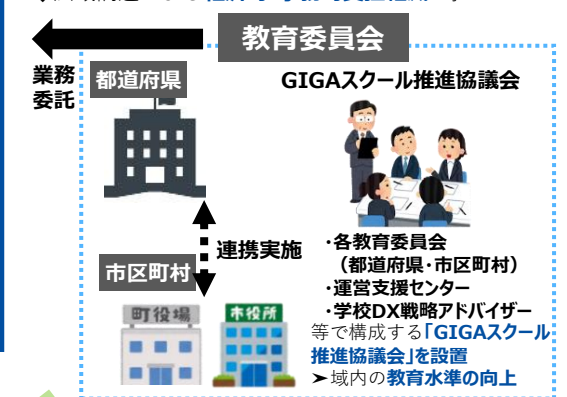 教育委員会
業務
委託
都道府県
GIGAスクール推進協議会
連携実施
市区町村
町役場
市役所
・各教育委員会
（都道府県・市区町村）
・運営支援センター
・学校DX戦略アドバイザー
等で構成する「GIGAスクール
推進協議会」を設置
➤域内の教育水準の向上